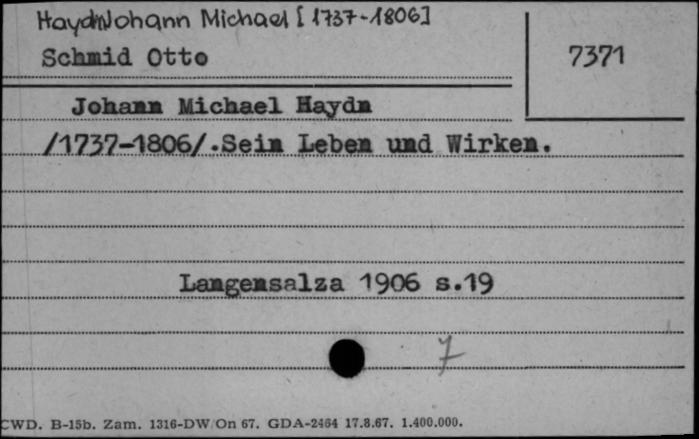 Haydn Johann Michael [1737-1806]
Schmid Otto
7371
Johann Michael Haydn
/1737-1806/.Sein Leben und Wirken.
Langensalza 1906 s.19
7
CWD. B-15b. Zam. 1316-DW/On 67. GDA-2464 17.8.67. 1.400.000.